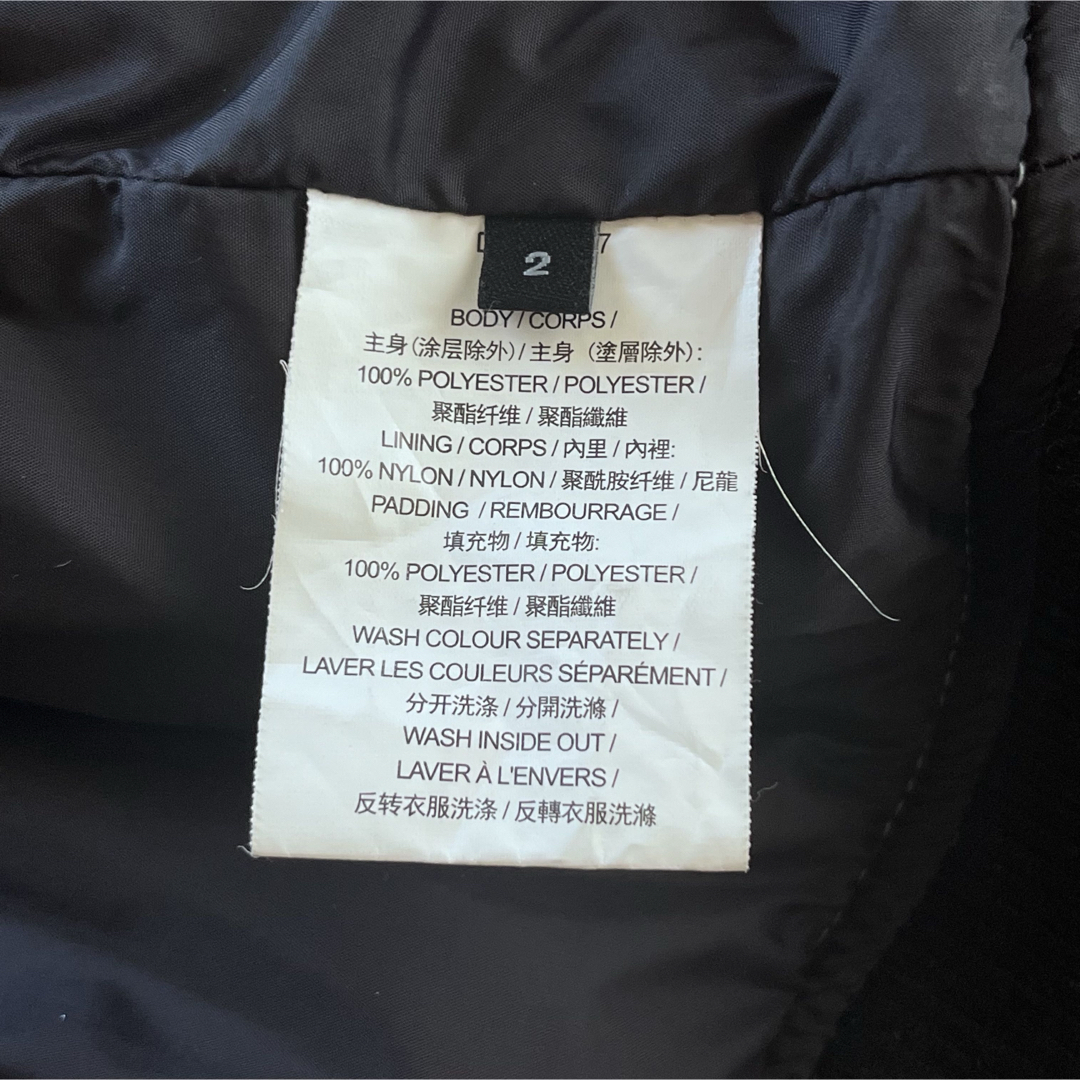 2
BODY / CORPS /
主身(涂层除外) / 主身 (塗層除外):
100% POLYESTER / POLYESTER /
聚酯纤维 / 聚酯纖維
LINING / CORPS / 內里 / 內裡:
100% NYLON / NYLON / 聚酰胺纤维 / 尼龍
PADDING / REMBOURRAGE /
填充物 / 填充物:
100% POLYESTER / POLYESTER /
聚酯纤维 / 聚酯纖維
WASH COLOUR SEPARATELY /
LAVER LES COULEURS SÉPARÉMENT /
分开洗涤 / 分開洗滌 /
WASH INSIDE OUT /
LAVER À L'ENVERS /
反转衣服洗涤 / 反轉衣服洗滌